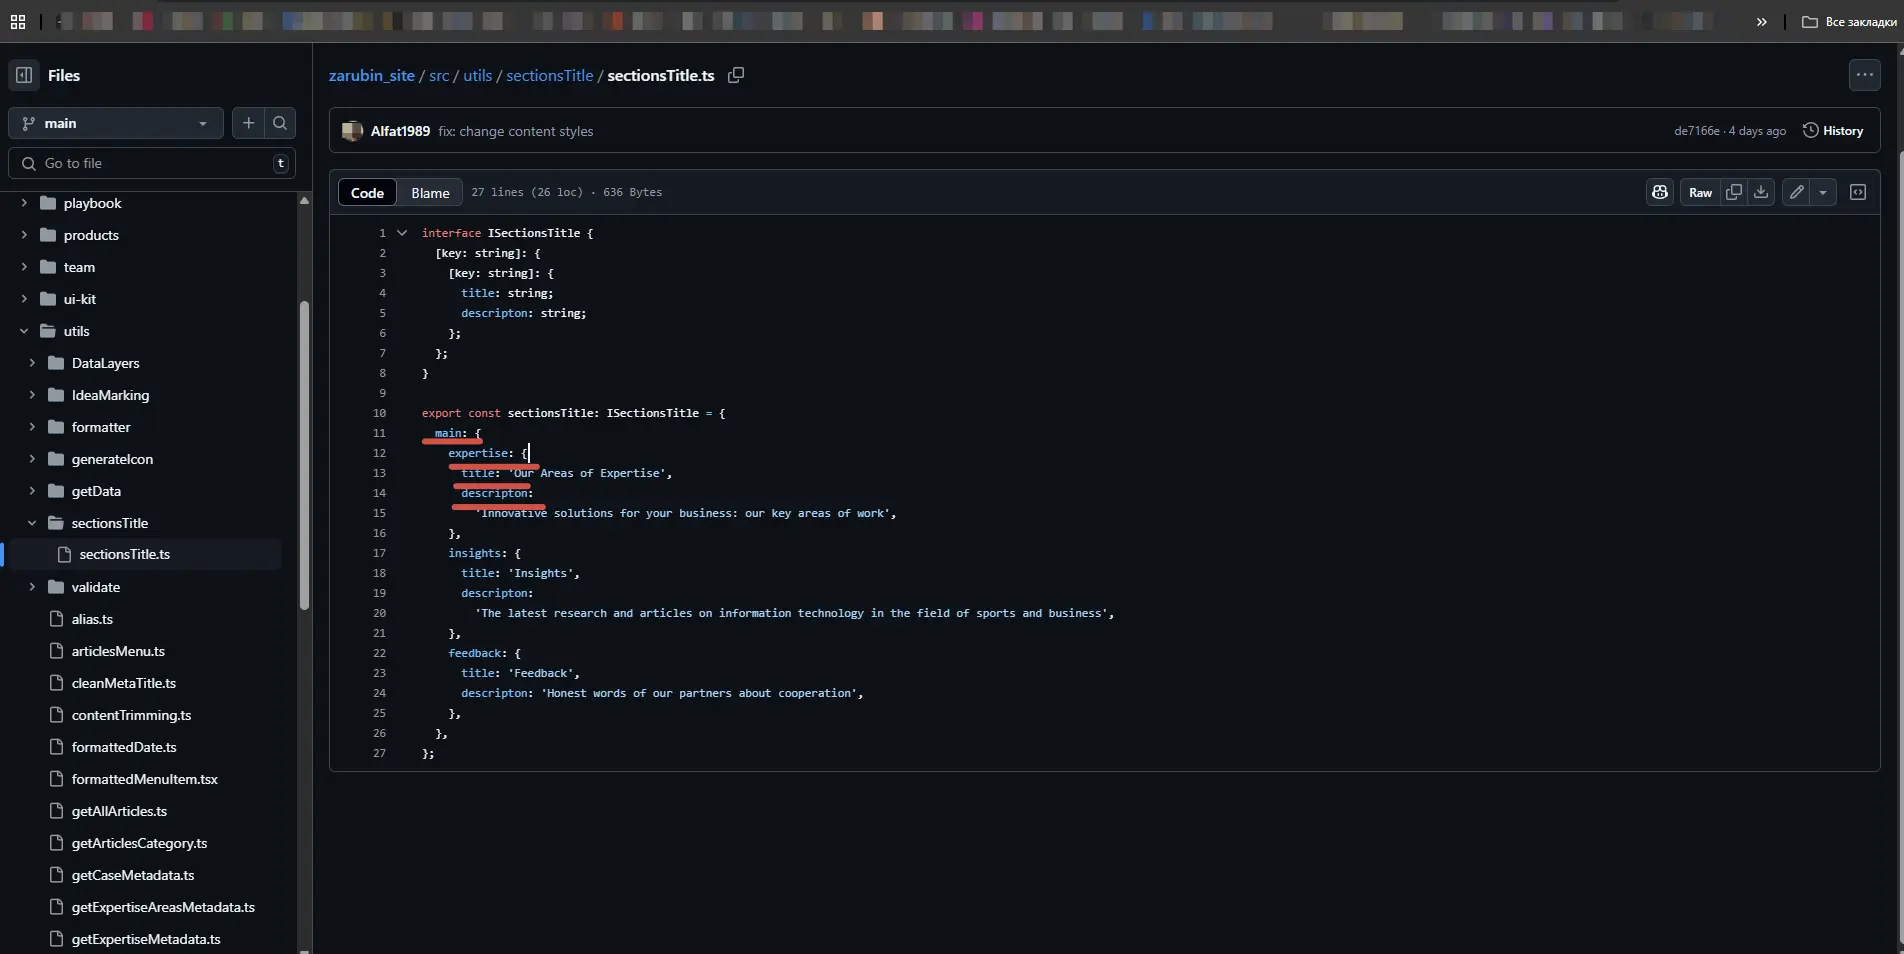 Все закладки
Files
main
Go to file
t
playbook
products
team
ui-kit
utils
DataLayers
IdeaMarking
formatter
generateIcon
getData
sectionsTitle
sectionsTitle.ts
validate
alias.ts
articlesMenu.ts
cleanMetaTitle.ts
contentTrimming.ts
formattedDate.ts
formattedMenuItem.tsx
getAllArticles.ts
getArticlesCategory.ts
getCaseMetadata.ts
getExpertiseAreasMetadata.ts
getExpertiseMetadata.ts
zarubin_site / src / utils / sectionsTitle / sectionsTitle.ts
Alfat1989 fix: change content styles
de7166e · 4 days ago History
Code Blame 27 lines (26 loc) · 636 Bytes
Raw
1 interface ISectionsTitle {
2 [key: string]: {
3 [key: string]: {
4 title: string;
5 descripton: string;
6 };
7 };
8 }
9
10 export const sectionsTitle: ISectionsTitle = {
11 main: {
12 expertise: {
13 title: 'Our Areas of Expertise',
14 descripton:
15 'Innovative solutions for your business: our key areas of work',
16 },
17 insights: {
18 title: 'Insights',
19 descripton:
20 'The latest research and articles on information technology in the field of sports and business',
21 },
22 feedback: {
23 title: 'Feedback',
24 descripton: 'Honest words of our partners about cooperation',
25 },
26 },
27 };